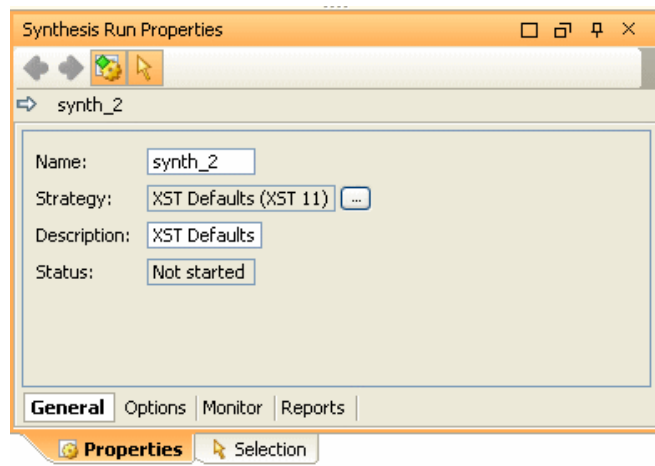 Synthesis Run Properties
synth_2
Name: synth_2
Strategy: XST Defaults (XST 11) ...
Description: XST Defaults
Status: Not started
General Options Monitor Reports
Properties Selection